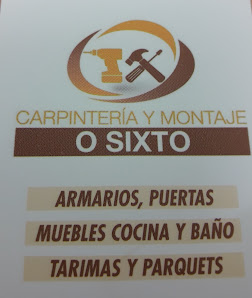 CARPINTERÍA Y MONTAJE
O SIXTO
ARMARIOS, PUERTAS
MUEBLES COCINA Y BAÑO
TARIMAS Y PARQUETS